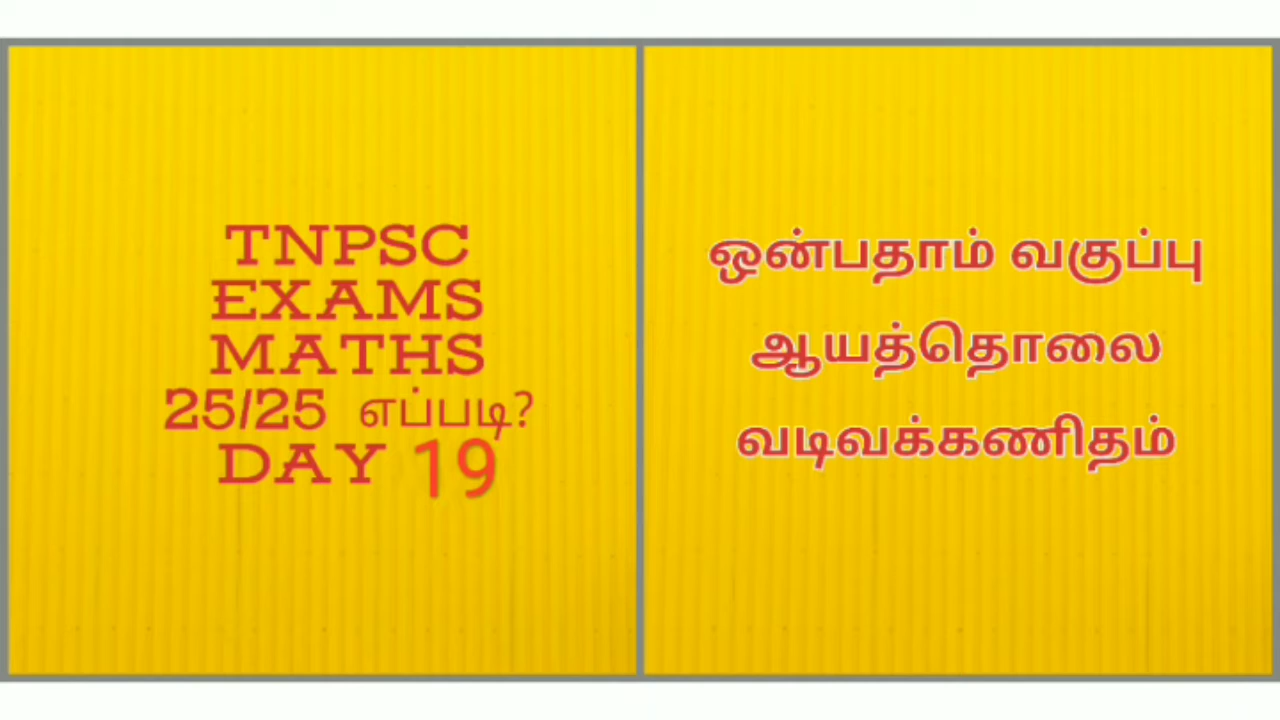 TNPSC
EXAMS
MATHS
25/25 எப்படி?
DAY 19
ஒன்பதாம் வகுப்பு
ஆயத்தொலை
வடிவக்கணிதம்